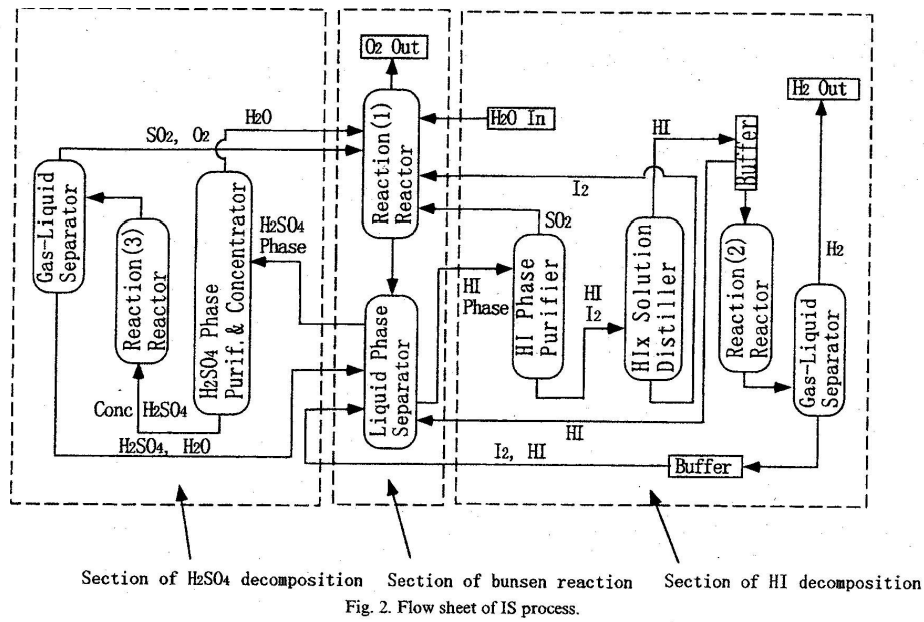 O2 Out
H2O
H2O In
H2 Out
SO2, O2
HI
Buffer
Reaction(1)
Reactor
I2
Gas-Liquid
Separator
Reaction(3)
Reactor
H2SO4 Phase
Purif.& Concentrator
H2SO4
Phase
SO2
HI
Phase
HI Phase
Purifier
HI
I2
HIx Solution
Distiller
Reaction(2)
Reactor
H2
Gas-Liquid
Separator
Liquid Phase
Separator
Conc H2SO4
H2SO4, H2O
HI
I2, HI
Buffer
Section of H2SO4 decomposition
Section of bunsen reaction
Section of HI decomposition
Fig. 2. Flow sheet of IS process.